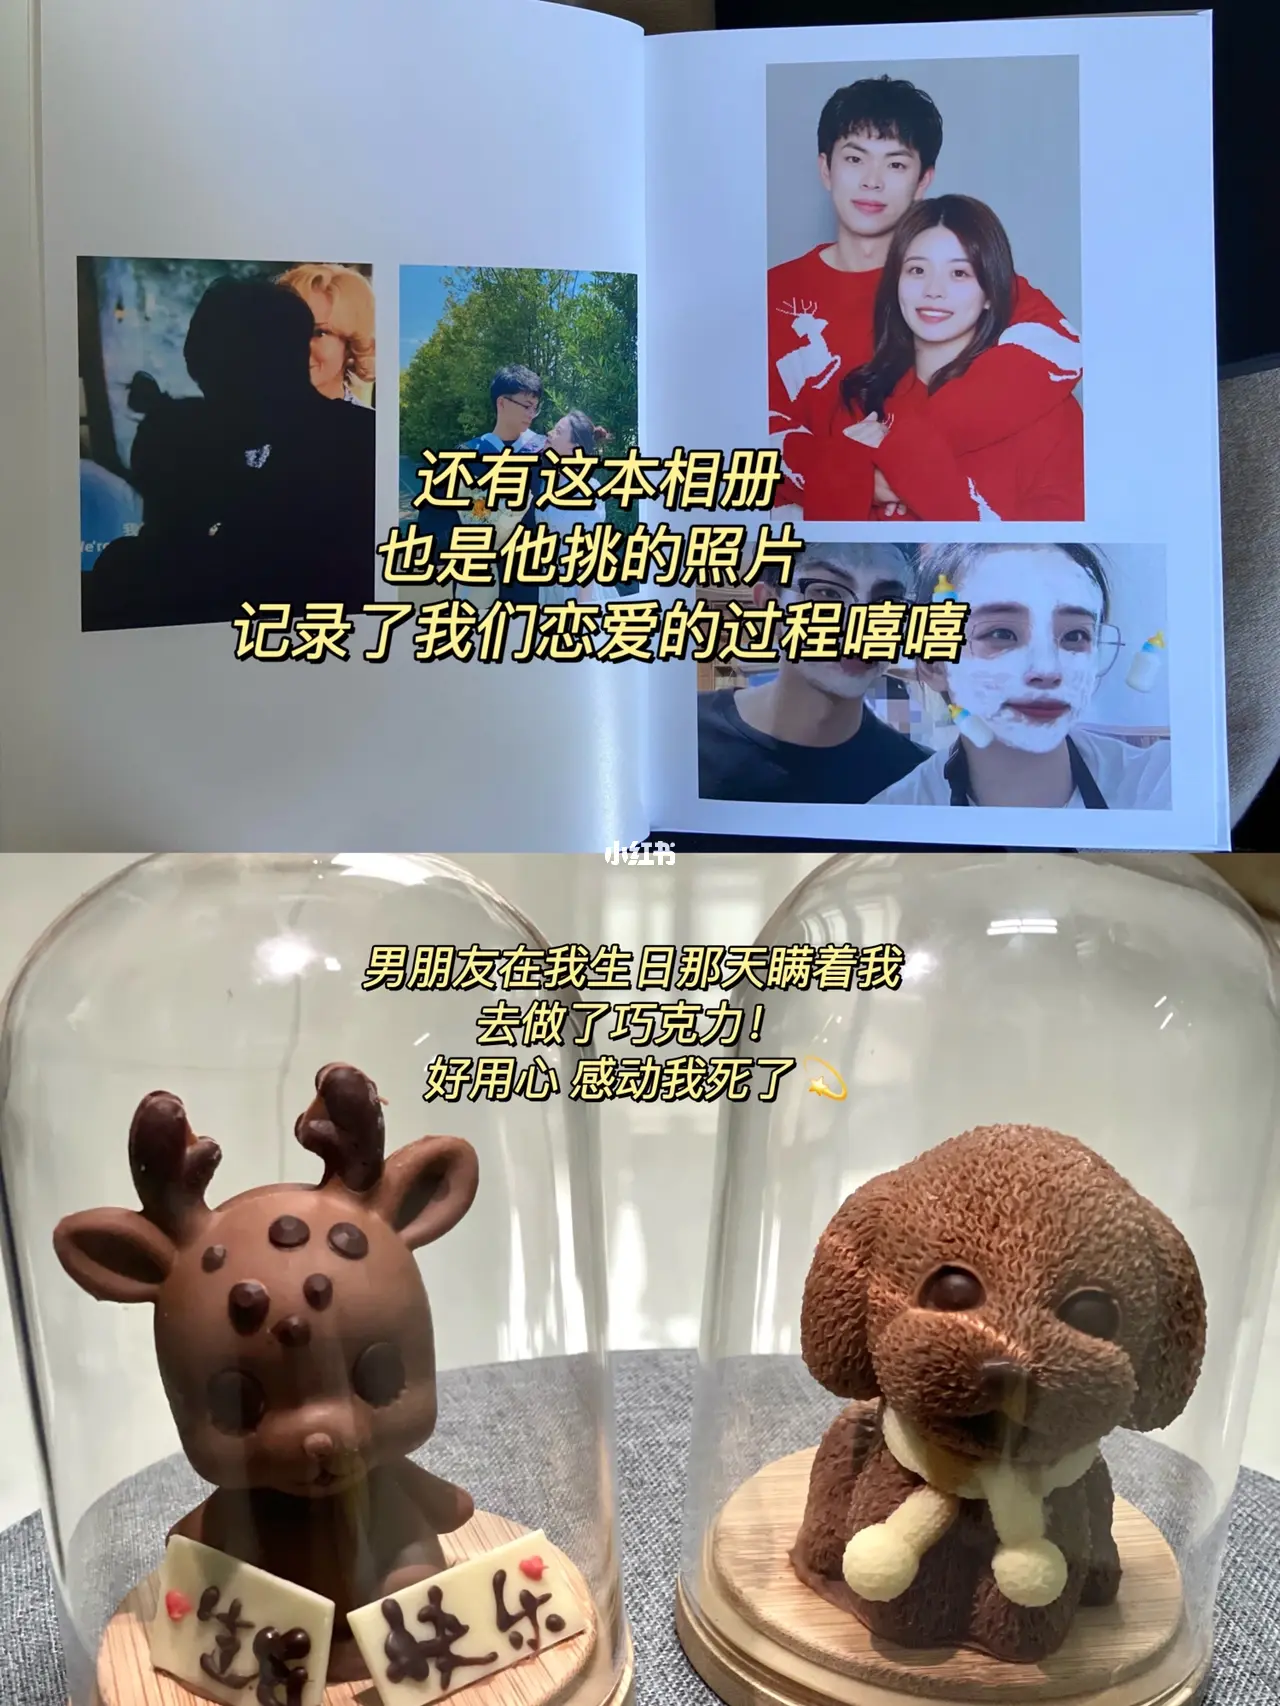 还有这本相册
也是他挑的照片
记录了我们恋爱的过程嘻嘻
小红书
男朋友在我生日那天瞒着我
去做了巧克力！
好用心 感动我死了
生日
快乐